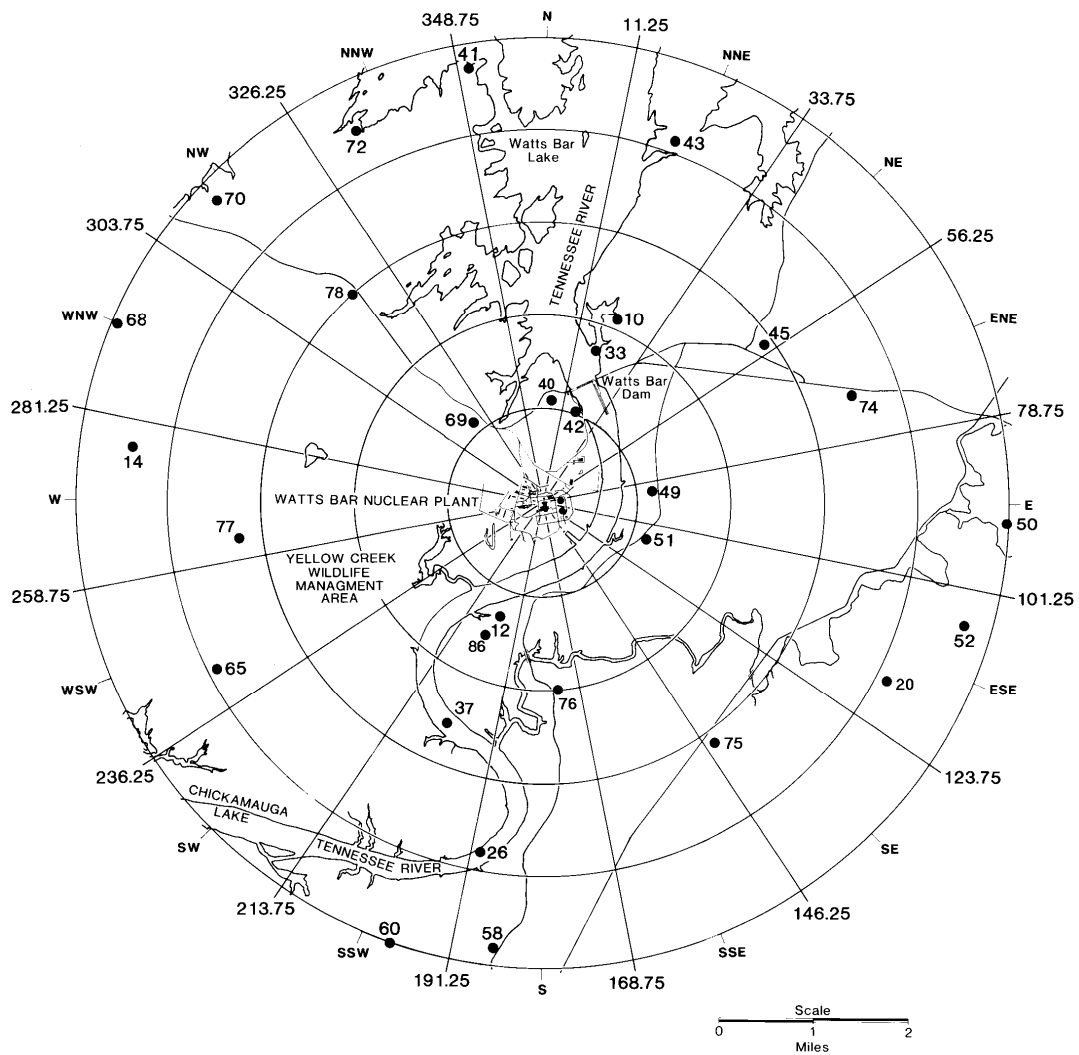 N
348.75
11.25
NNW
41
NNE
326.25
33.75
72
Watts Bar
Lake
43
NW
NE
70
303.75
TENNESSEE RIVER
56.25
78
WNW
68
10
ENE
45
33
40
Watts Bar
Dam
74
281.25
69
42
78.75
14
W
WATTS BAR NUCLEAR PLANT
49
E
50
77
51
YELLOW CREEK
WILDLIFE
MANAGMENT
AREA
258.75
101.25
12
52
86
65
WSW
20
ESE
76
37
75
236.25
123.75
CHICKAMAUGA
LAKE
SW
TENNESSEE RIVER
26
SE
213.75
146.25
60
58
SSW
SSE
191.25
168.75
S
Scale
0 1 2
Miles